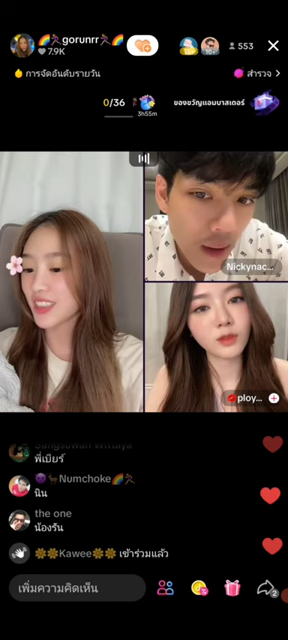 gorunrr
7.9K
553
การจัดอันดับรายวัน
สำรวจ >
0/36
3h55m
ของขวัญแอมบาสเดอร์
Nickynac...
ploy...
Sangsuwan Wittaya
พี่เบียร์
Numchoke
นิน
the one
น้องรัน
Kawee เข้าร่วมแล้ว
เพิ่มความคิดเห็น
2